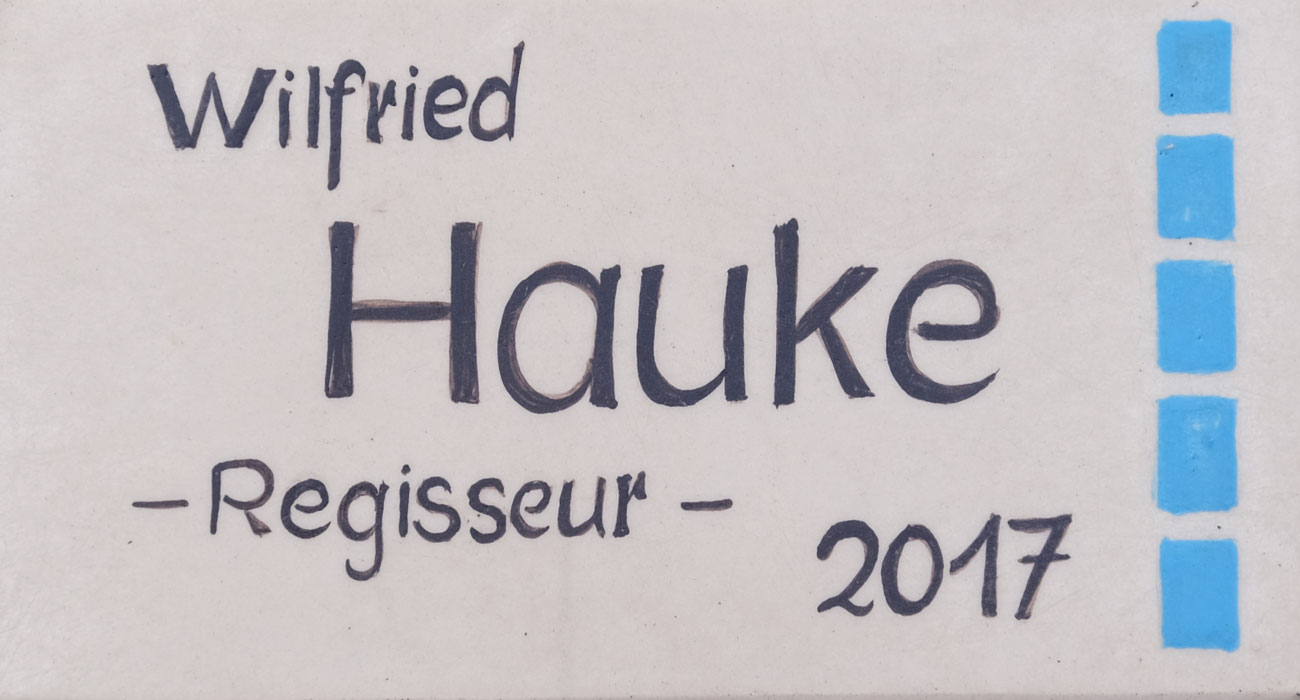 Wilfried
Hauke
- Regisseur -
2017